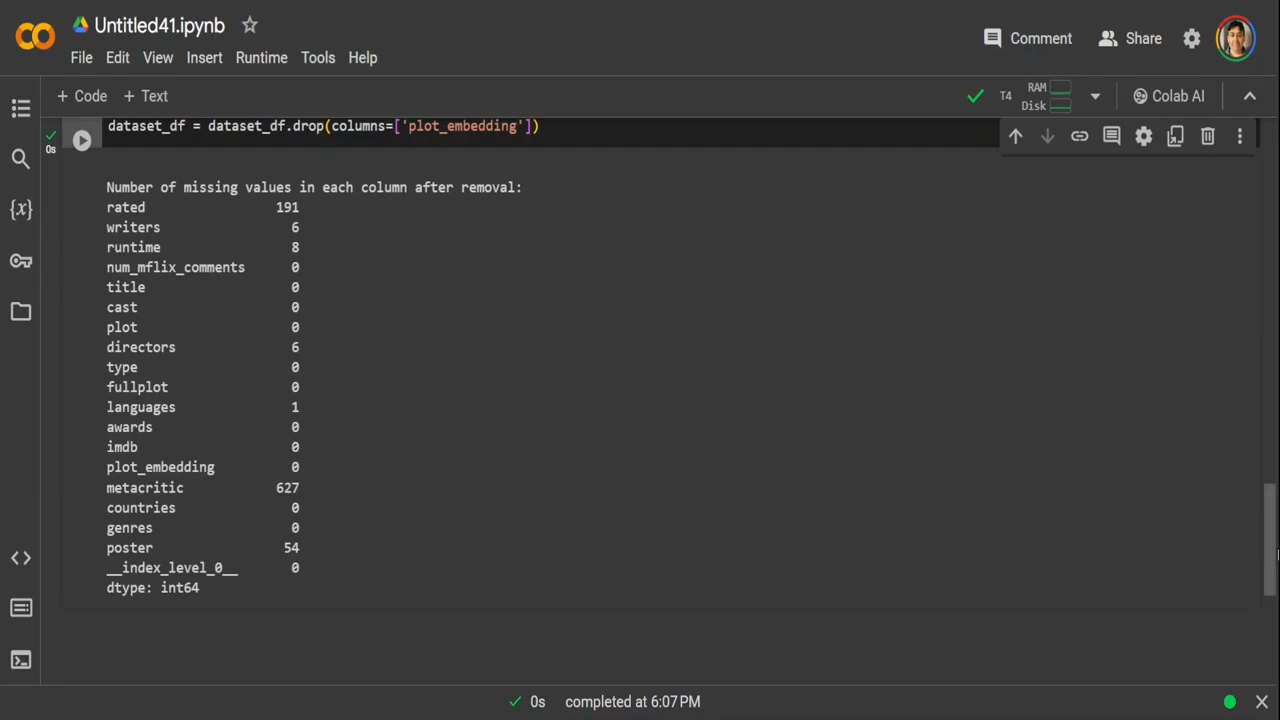 Untitled41.ipynb
Comment
Share
File Edit View Insert Runtime Tools Help
+ Code + Text
T4
RAM
Disk
Colab AI
dataset_df = dataset_df.drop(columns=['plot_embedding'])
0s
Number of missing values in each column after removal:
rated 191
writers 6
runtime 8
num_mflix_comments 0
title 0
cast 0
plot 0
directors 6
type 0
fullplot 0
languages 1
awards 0
imdb 0
plot_embedding 0
metacritic 627
countries 0
genres 0
poster 54
__index_level_0__ 0
dtype: int64
0s completed at 6:07 PM